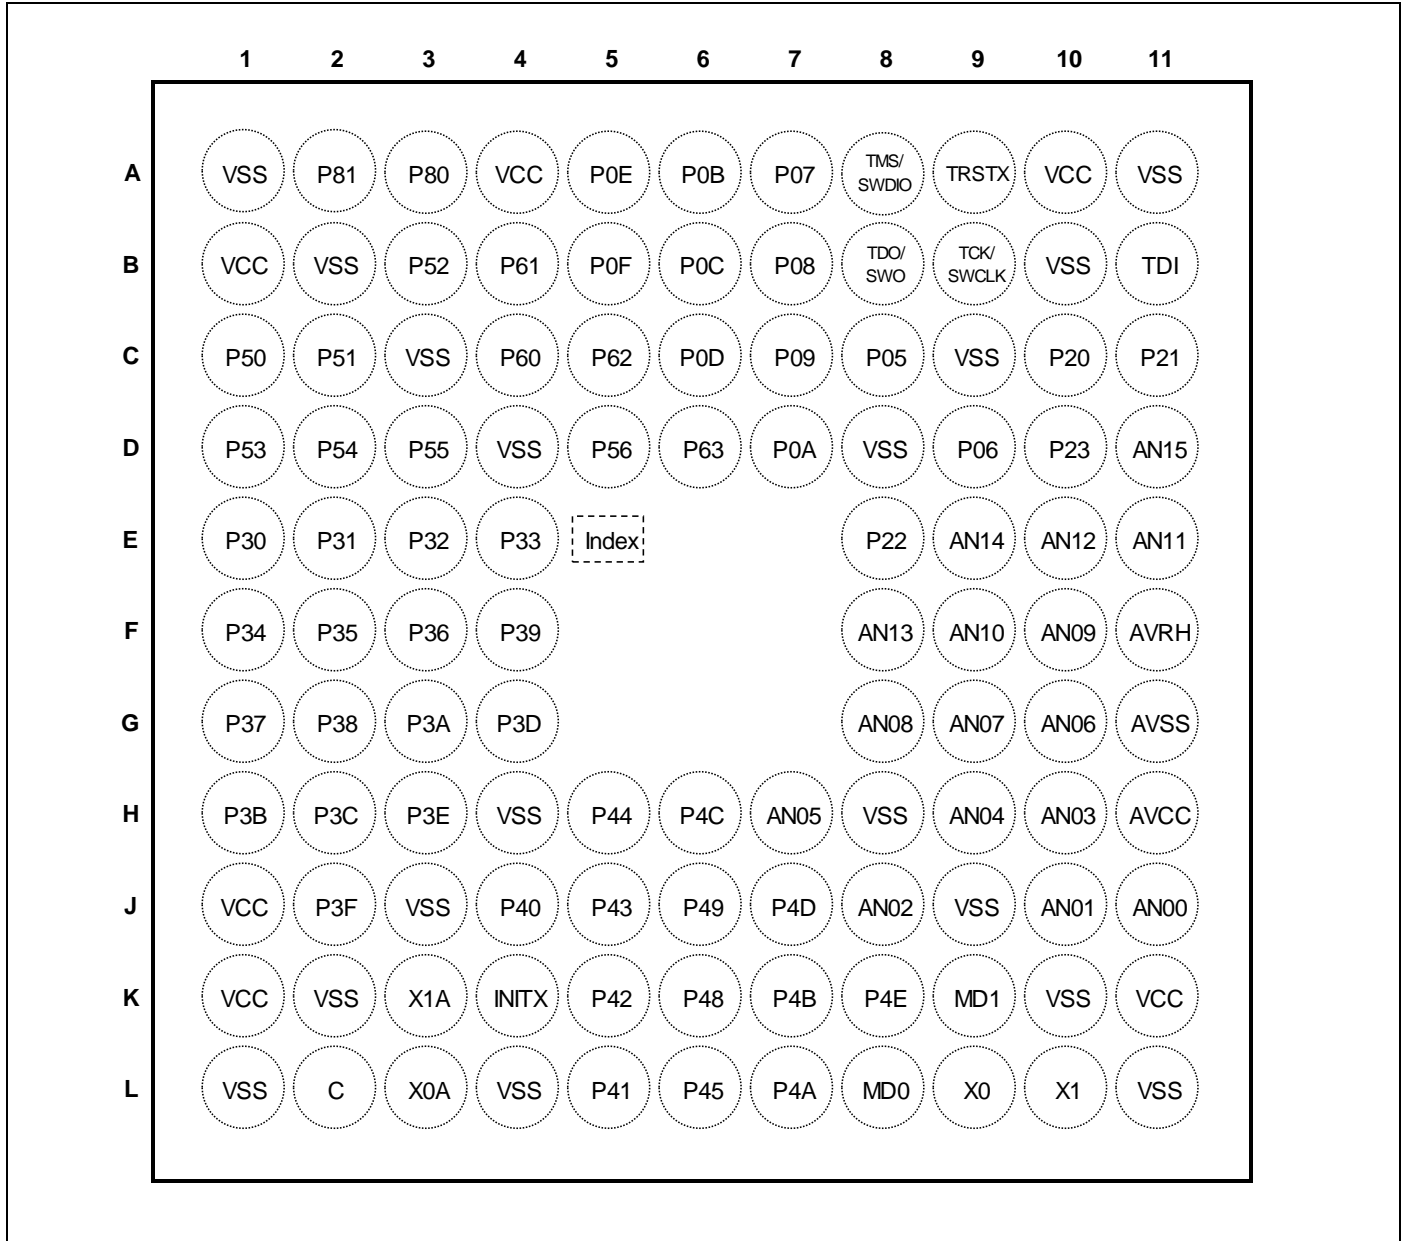 1 2 3 4 5 6 7 8 9 10 11
A VSS P81 P80 VCC P0E P0B P07 TMS/ SWDIO TRSTX VCC VSS
B VCC VSS P52 P61 P0F P0C P08 TDO/ SWO TCK/ SWCLK VSS TDI
C P50 P51 VSS P60 P62 P0D P09 P05 VSS P20 P21
D P53 P54 P55 VSS P56 P63 P0A VSS P06 P23 AN15
E P30 P31 P32 P33 Index P22 AN14 AN12 AN11
F P34 P35 P36 P39 AN13 AN10 AN09 AVRH
G P37 P38 P3A P3D AN08 AN07 AN06 AVSS
H P3B P3C P3E VSS P44 P4C AN05 VSS AN04 AN03 AVCC
J VCC P3F VSS P40 P43 P49 P4D AN02 VSS AN01 AN00
K VCC VSS X1A INITX P42 P48 P4B P4E MD1 VSS VCC
L VSS C X0A VSS P41 P45 P4A MD0 X0 X1 VSS